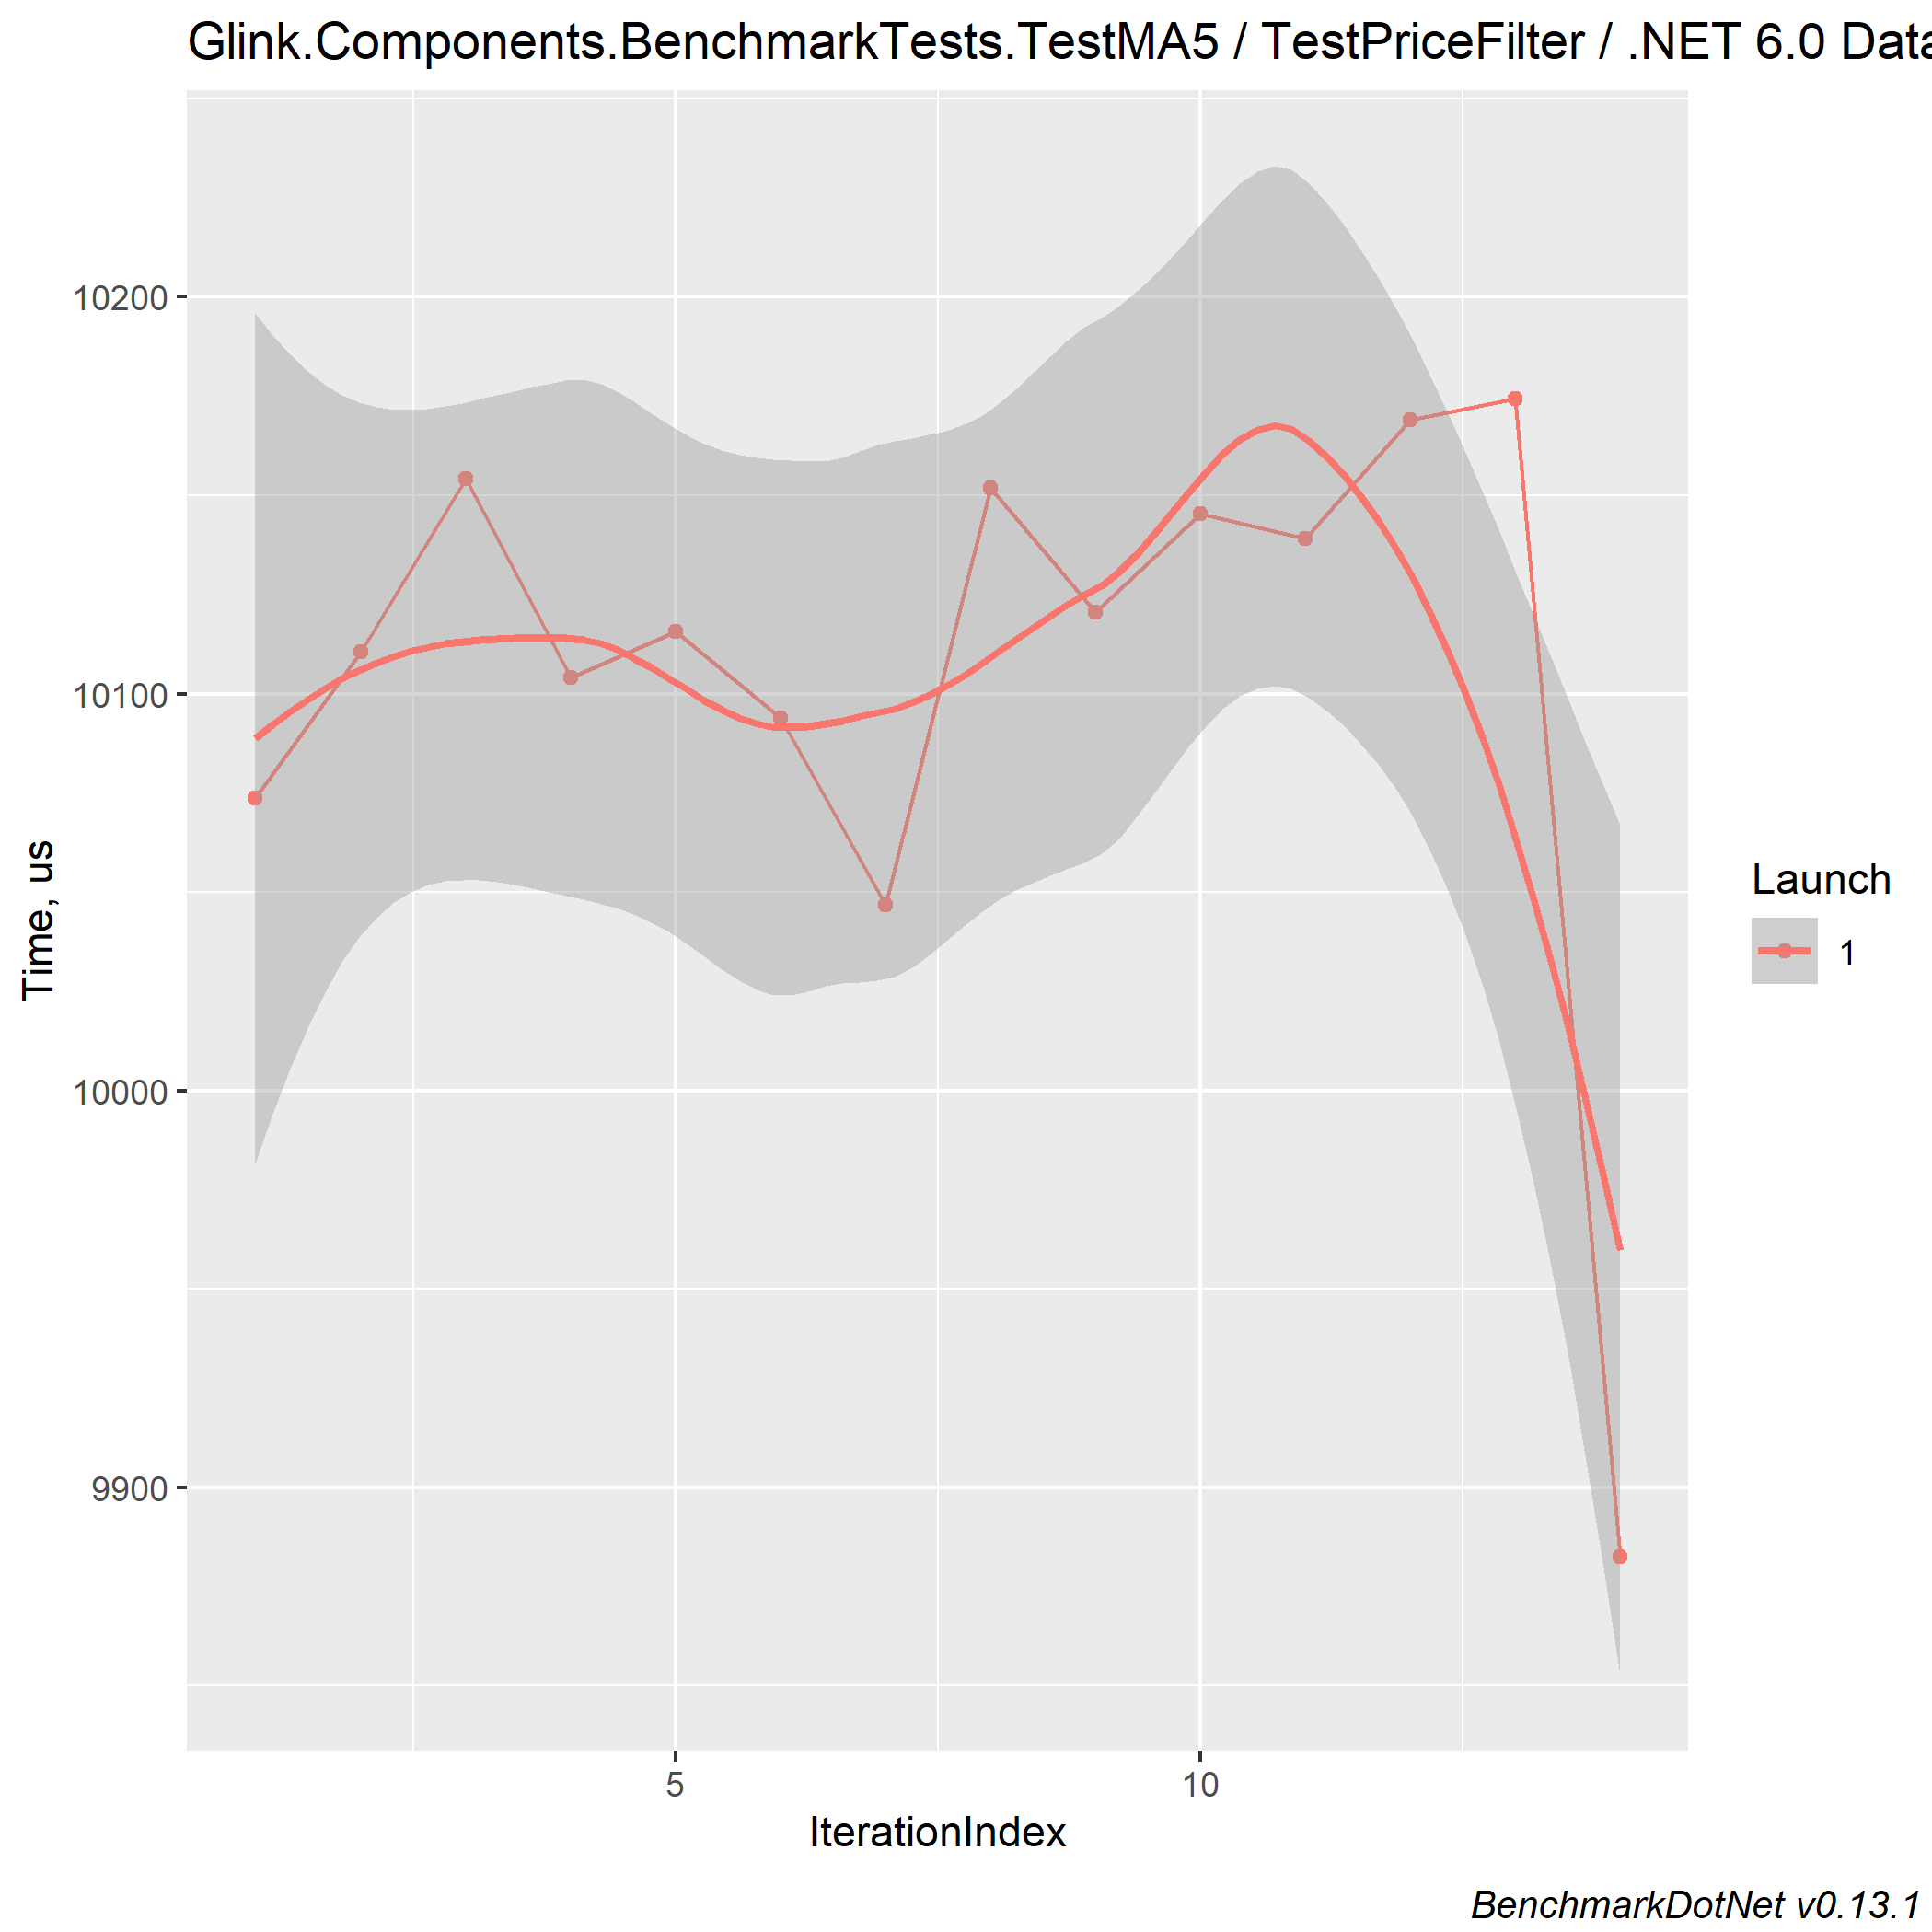 Glink.Components.BenchmarkTests.TestMA5 / TestPriceFilter / .NET 6.0 Data
10200
10100
10000
9900
Time, us
5
10
IterationIndex
Launch
1
BenchmarkDotNet v0.13.1